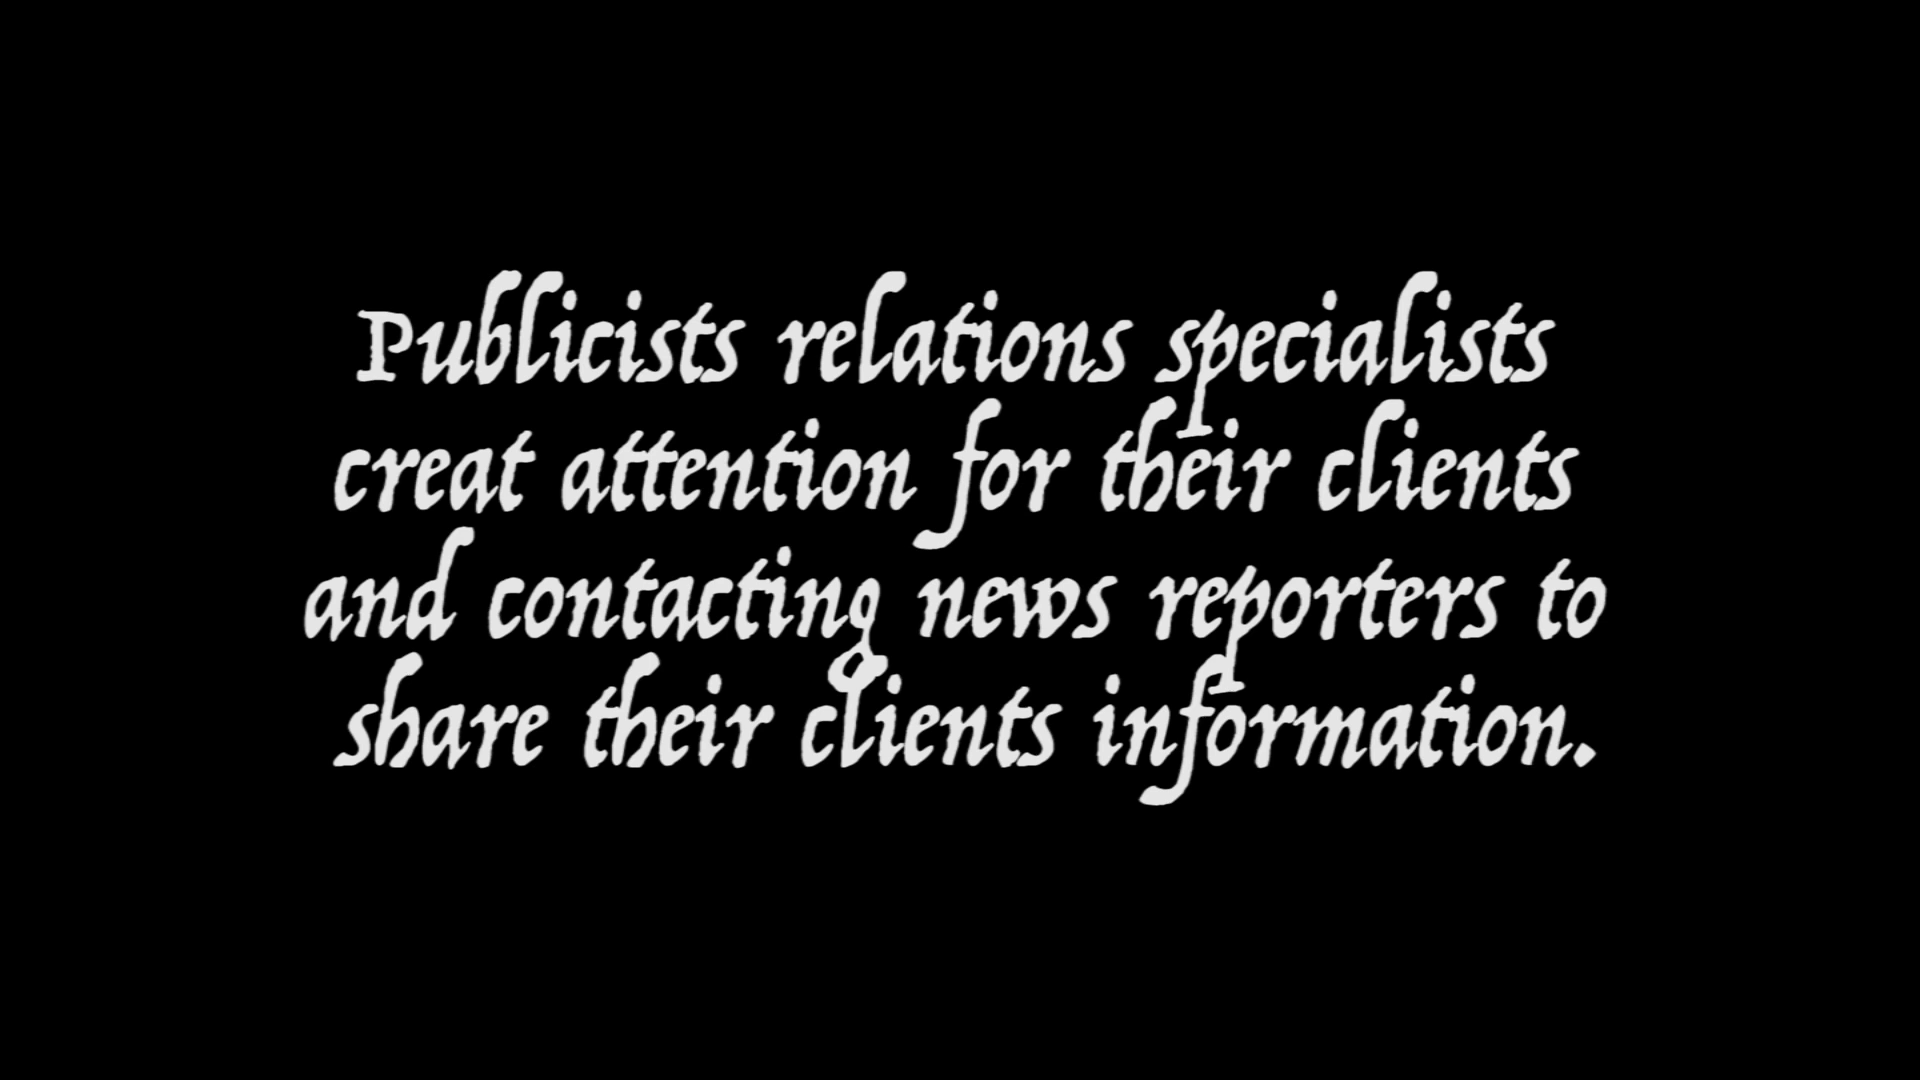 Publicists relations specialists
creat attention for their clients
and contacting news reporters to
share their clients information.